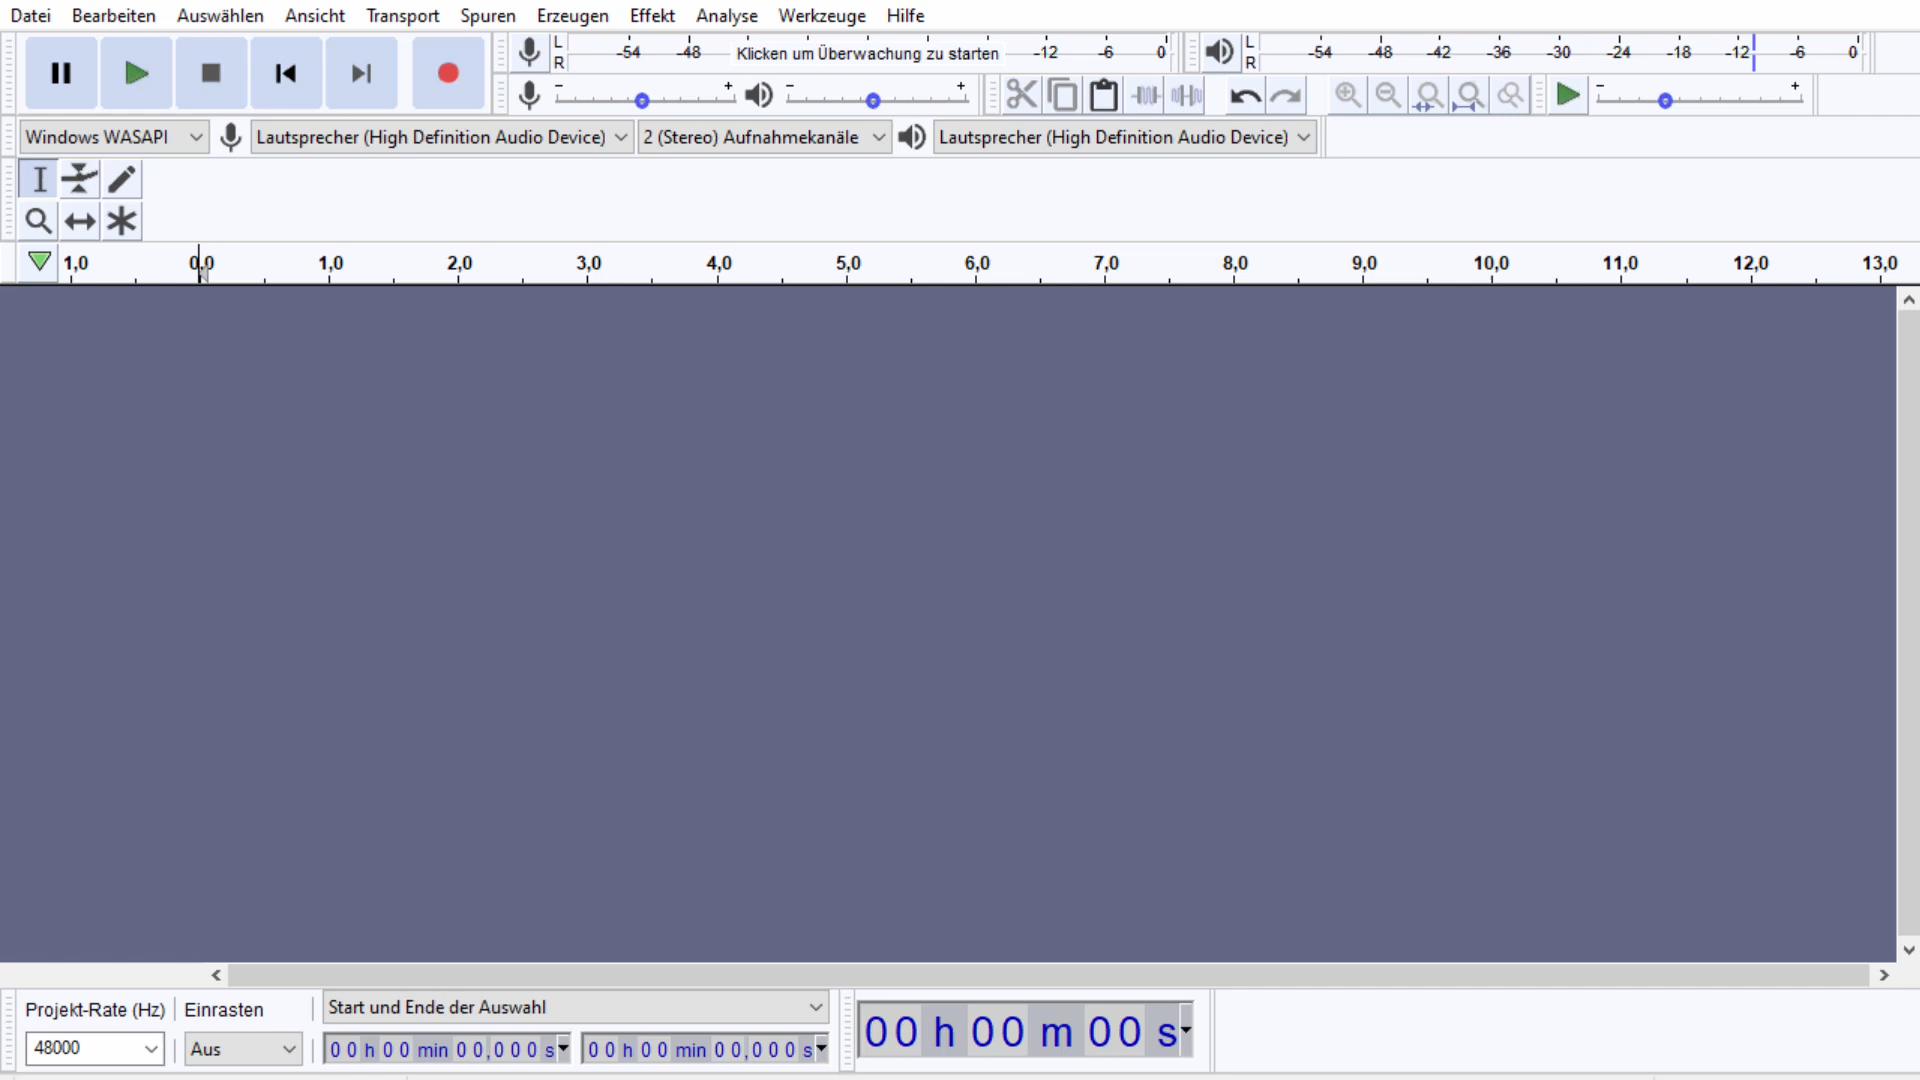 Datei Bearbeiten Auswählen Ansicht Transport Spuren Erzeugen Effekt Analyse Werkzeuge Hilfe
L R -54 -48 Klicken um Überwachung zu starten -12 -6 0 L R -54 -48 -42 -36 -30 -24 -18 -12 -6 0
- + - + - +
Windows WASAPI Lautsprecher (High Definition Audio Device) 2 (Stereo) Aufnahmekanäle Lautsprecher (High Definition Audio Device)
1,0 0,0 1,0 2,0 3,0 4,0 5,0 6,0 7,0 8,0 9,0 10,0 11,0 12,0 13,0
Projekt-Rate (Hz) Einrasten Start und Ende der Auswahl
48000 Aus 00 h 00 min 00,000 s 00 h 00 min 00,000 s 00 h 00 m 00 s